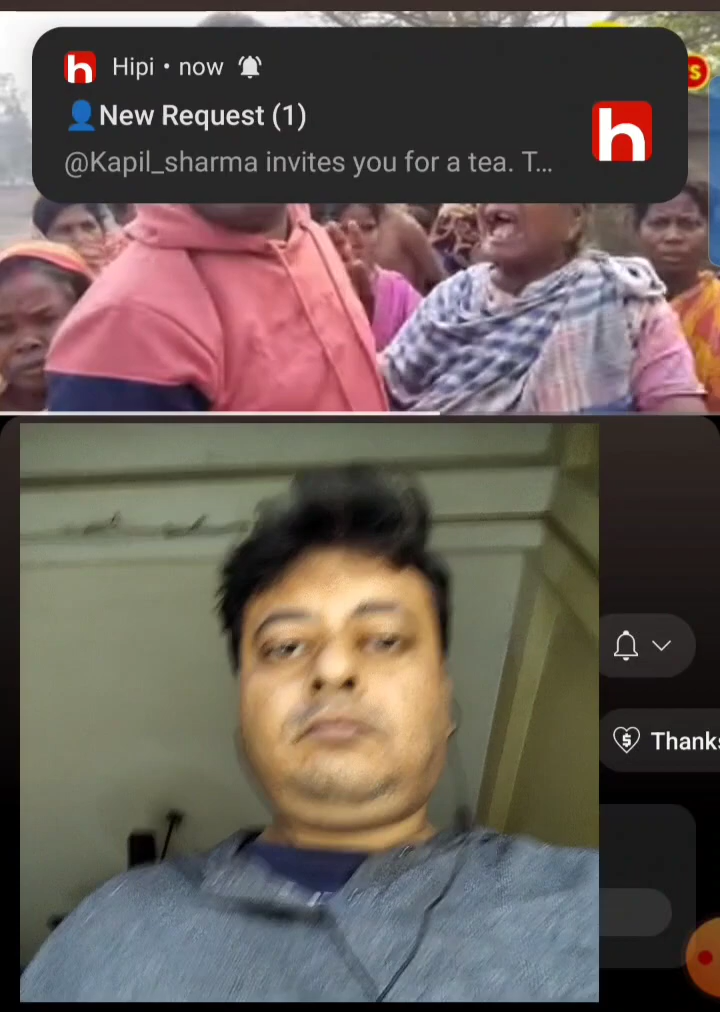 h Hipi • now
👤New Request (1)
@Kapil_sharma invites you for a tea. T...
h
S
Thanks